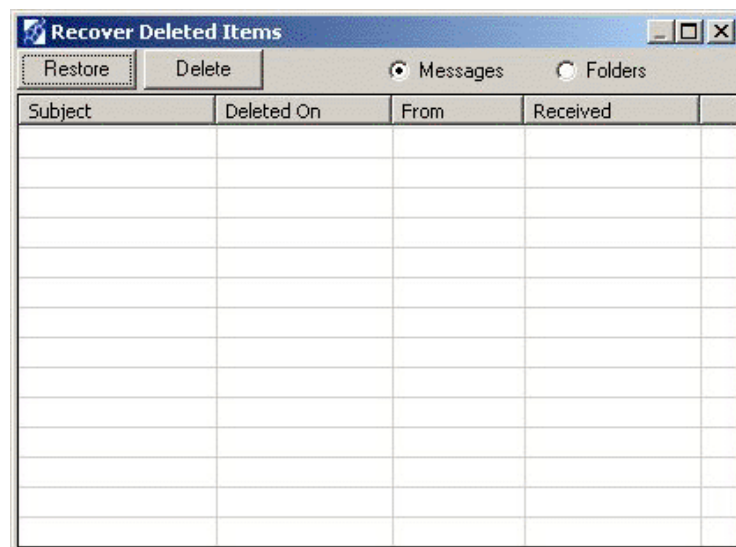 Recover Deleted Items
Restore Delete Messages Folders
Subject Deleted On From Received